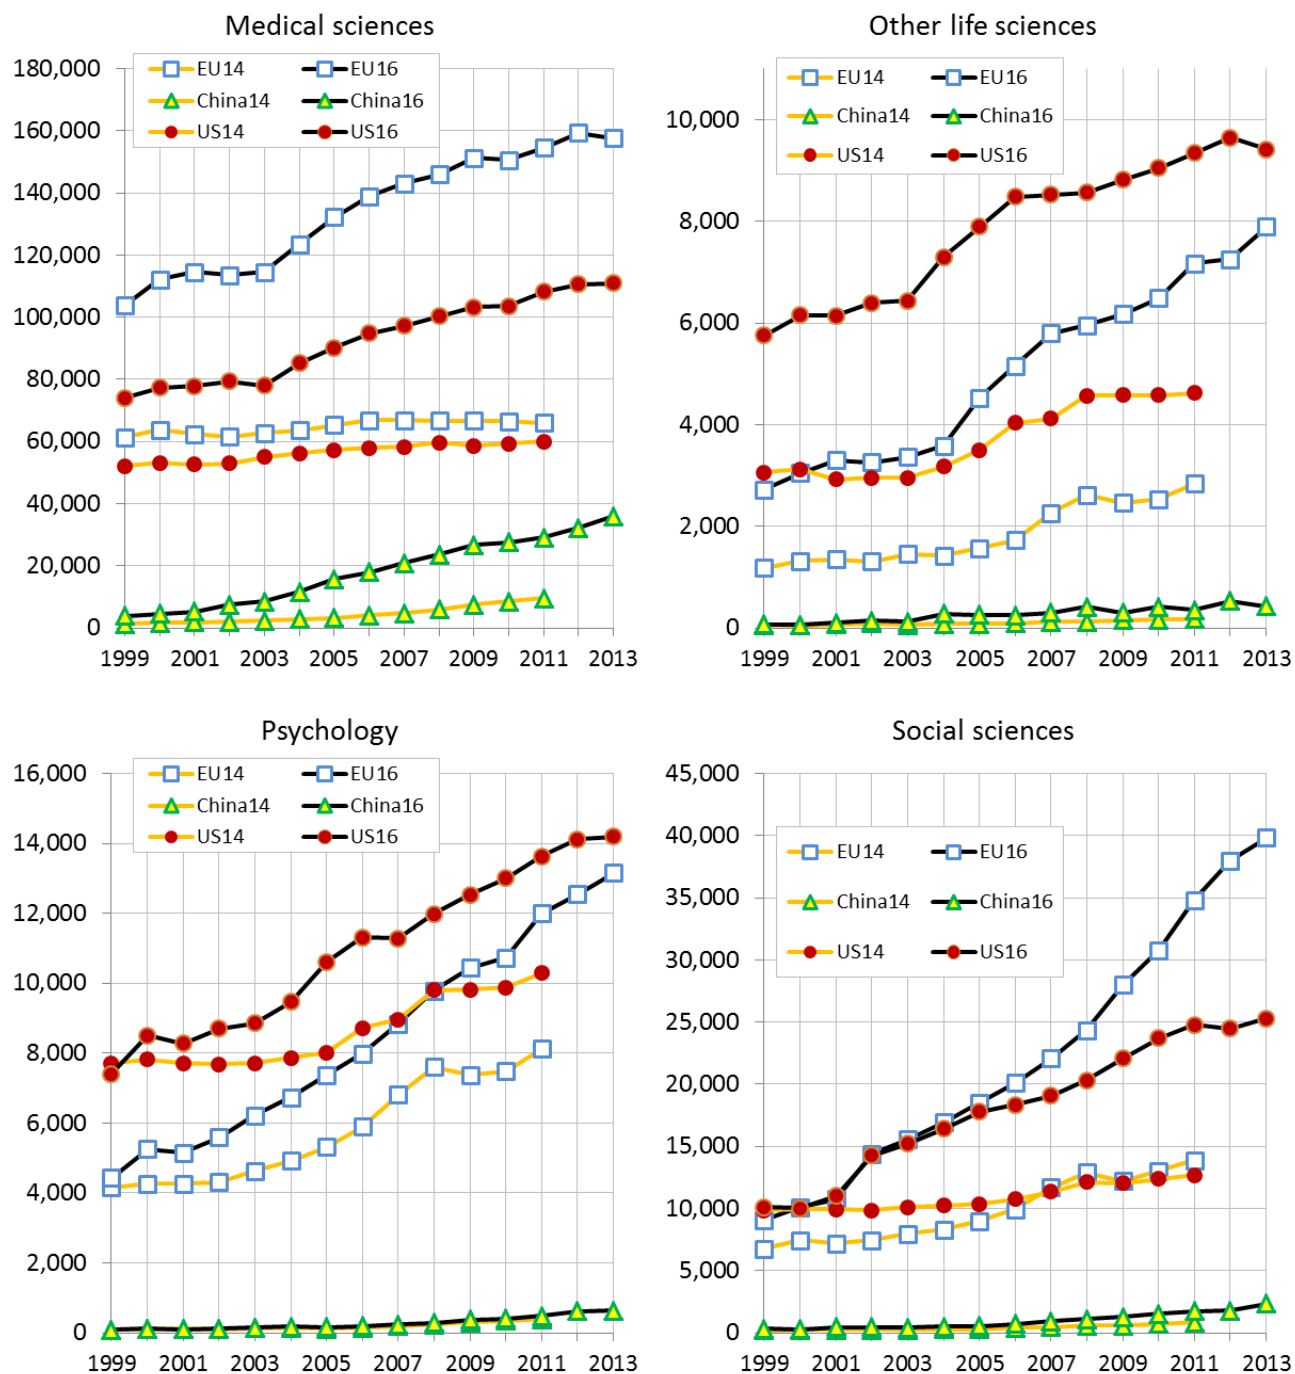 Medical sciences
EU14 EU16
China14 China16
US14 US16
180,000
160,000
140,000
120,000
100,000
80,000
60,000
40,000
20,000
0
1999 2001 2003 2005 2007 2009 2011 2013
Other life sciences
EU14 EU16
China14 China16
US14 US16
10,000
8,000
6,000
4,000
2,000
0
1999 2001 2003 2005 2007 2009 2011 2013
Psychology
EU14 EU16
China14 China16
US14 US16
16,000
14,000
12,000
10,000
8,000
6,000
4,000
2,000
0
1999 2001 2003 2005 2007 2009 2011 2013
Social sciences
EU14 EU16
China14 China16
US14 US16
45,000
40,000
35,000
30,000
25,000
20,000
15,000
10,000
5,000
0
1999 2001 2003 2005 2007 2009 2011 2013